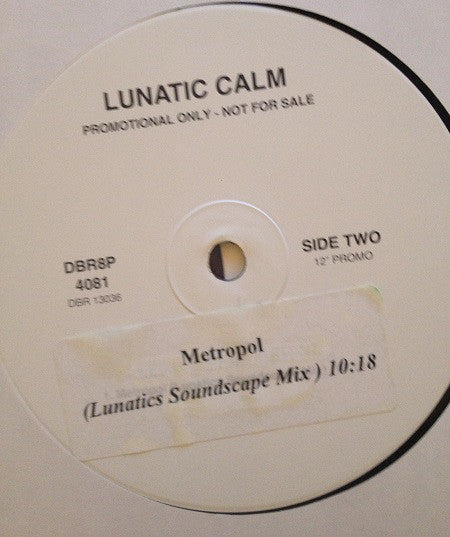 LUNATIC CALM
PROMOTIONAL ONLY - NOT FOR SALE
DBR8P
4081
DBR 13036
SIDE TWO
12" PROMO
Metropol
(Lunatics Soundscape Mix ) 10:18